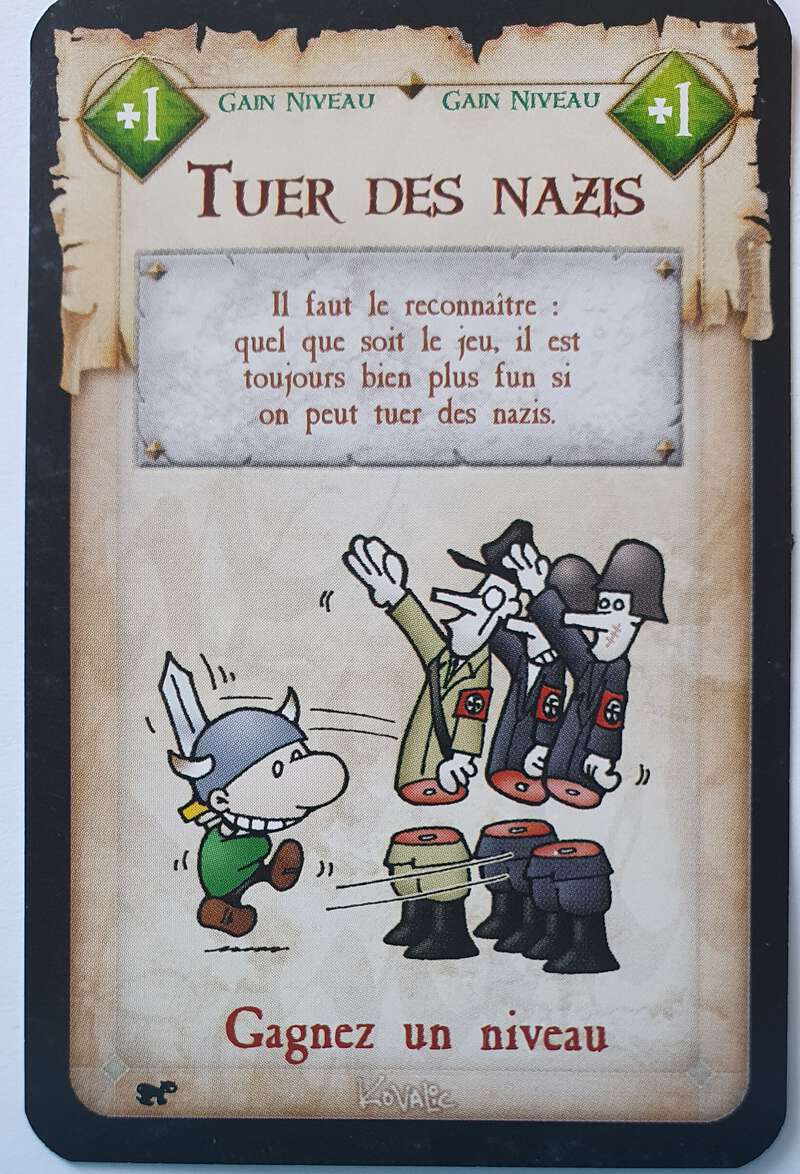 +1 GAIN NIVEAU GAIN NIVEAU +1
TUER DES NAZIS
Il faut le reconnaître :
quel que soit le jeu, il est
toujours bien plus fun si
on peut tuer des nazis.
Gagnez un niveau
KOVALIC